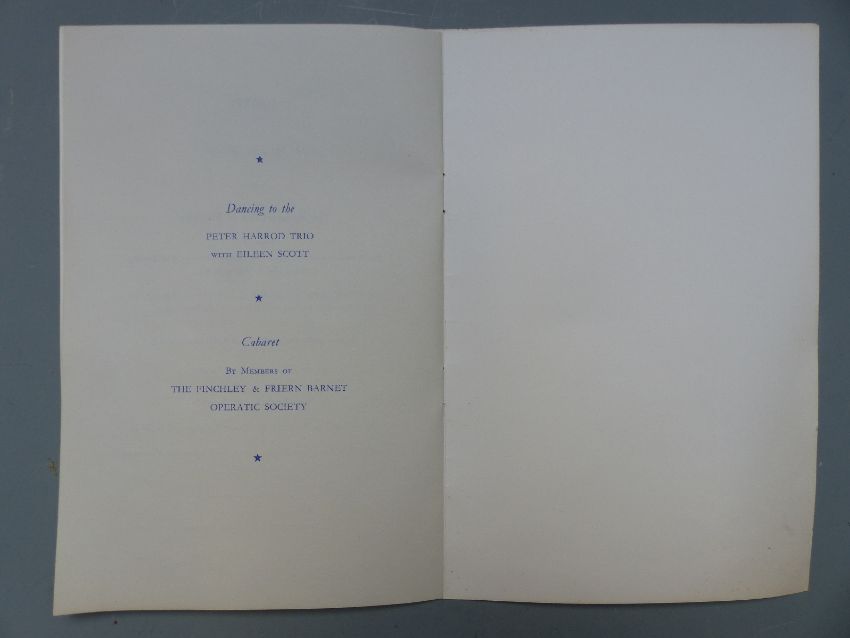 Dancing to the
PETER HARROD TRIO
WITH EILEEN SCOTT
Cabaret
BY MEMBERS OF
THE FINCHLEY & FRIERN BARNET
OPERATIC SOCIETY